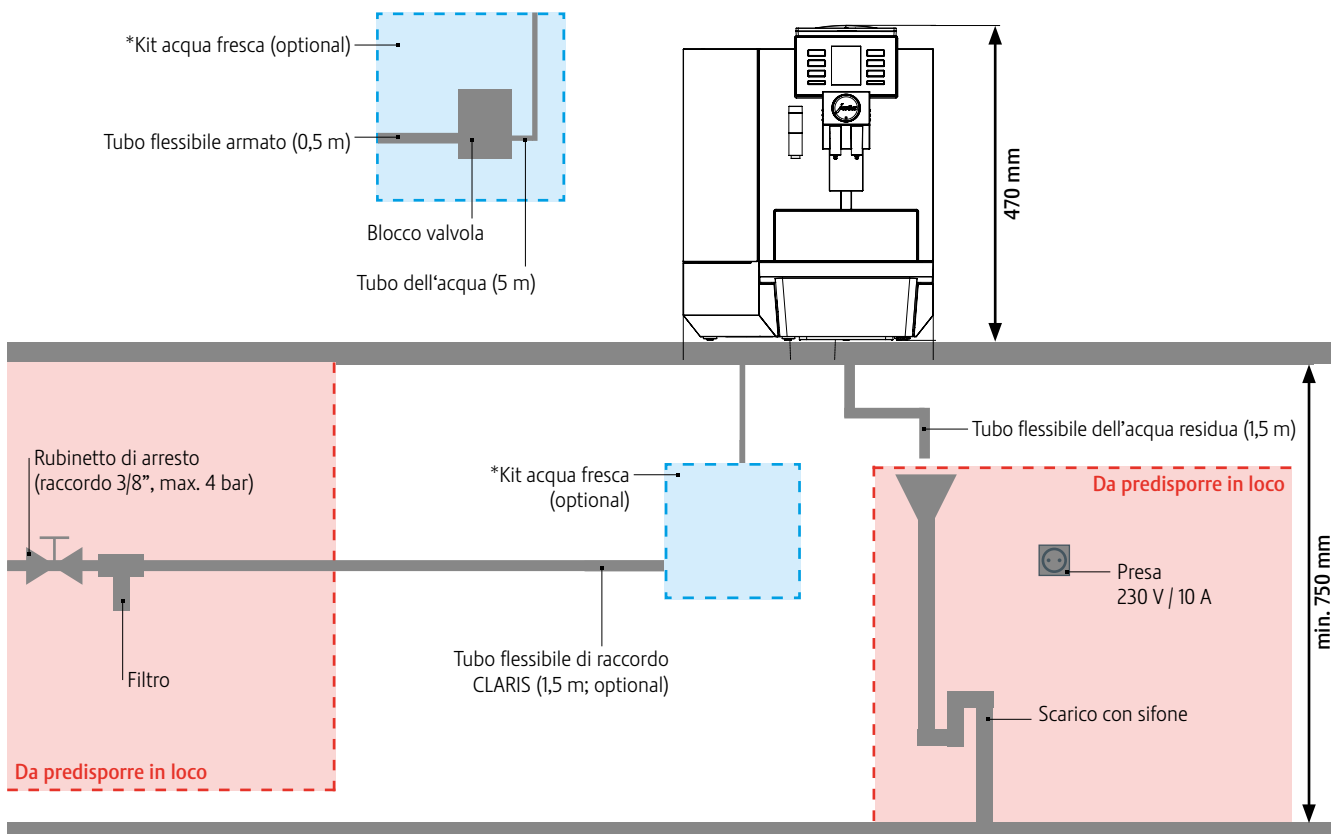 *Kit acqua fresca (optional)
Tubo flessibile armato (0,5 m)
Blocco valvola
Tubo dell‘acqua (5 m)
jura
470 mm
Rubinetto di arresto
(raccordo 3/8”, max. 4 bar)
Filtro
Da predisporre in loco
*Kit acqua fresca
(optional)
Tubo flessibile di raccordo
CLARIS (1,5 m; optional)
Tubo flessibile dell’acqua residua (1,5 m)
Da predisporre in loco
Presa
230 V / 10 A
Scarico con sifone
min. 750 mm